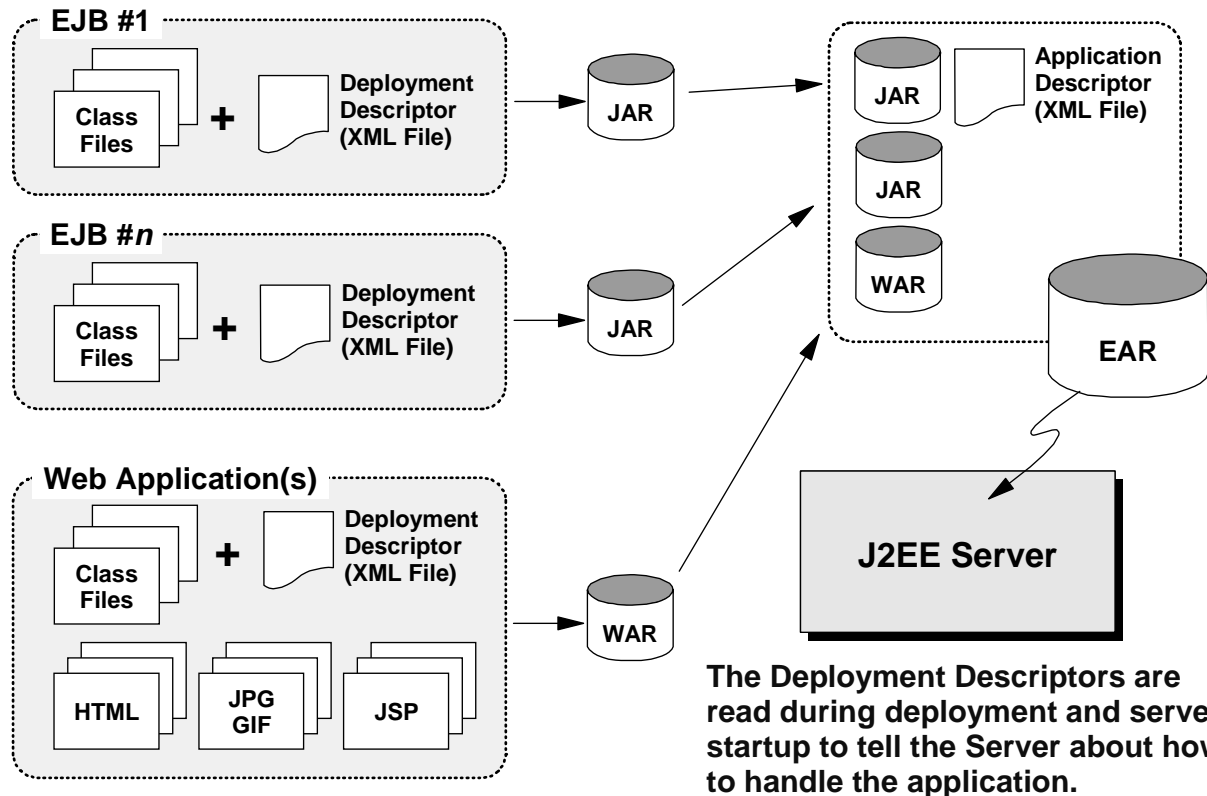 EJB #1
Class
Files
+
Deployment
Descriptor
(XML File)
JAR
EJB #n
Class
Files
+
Deployment
Descriptor
(XML File)
JAR
Web Application(s)
Class
Files
+
Deployment
Descriptor
(XML File)
HTML
JPG
GIF
JSP
WAR
JAR
Application
Descriptor
(XML File)
JAR
WAR
EAR
J2EE Server
The Deployment Descriptors are
read during deployment and serve
startup to tell the Server about how
to handle the application.